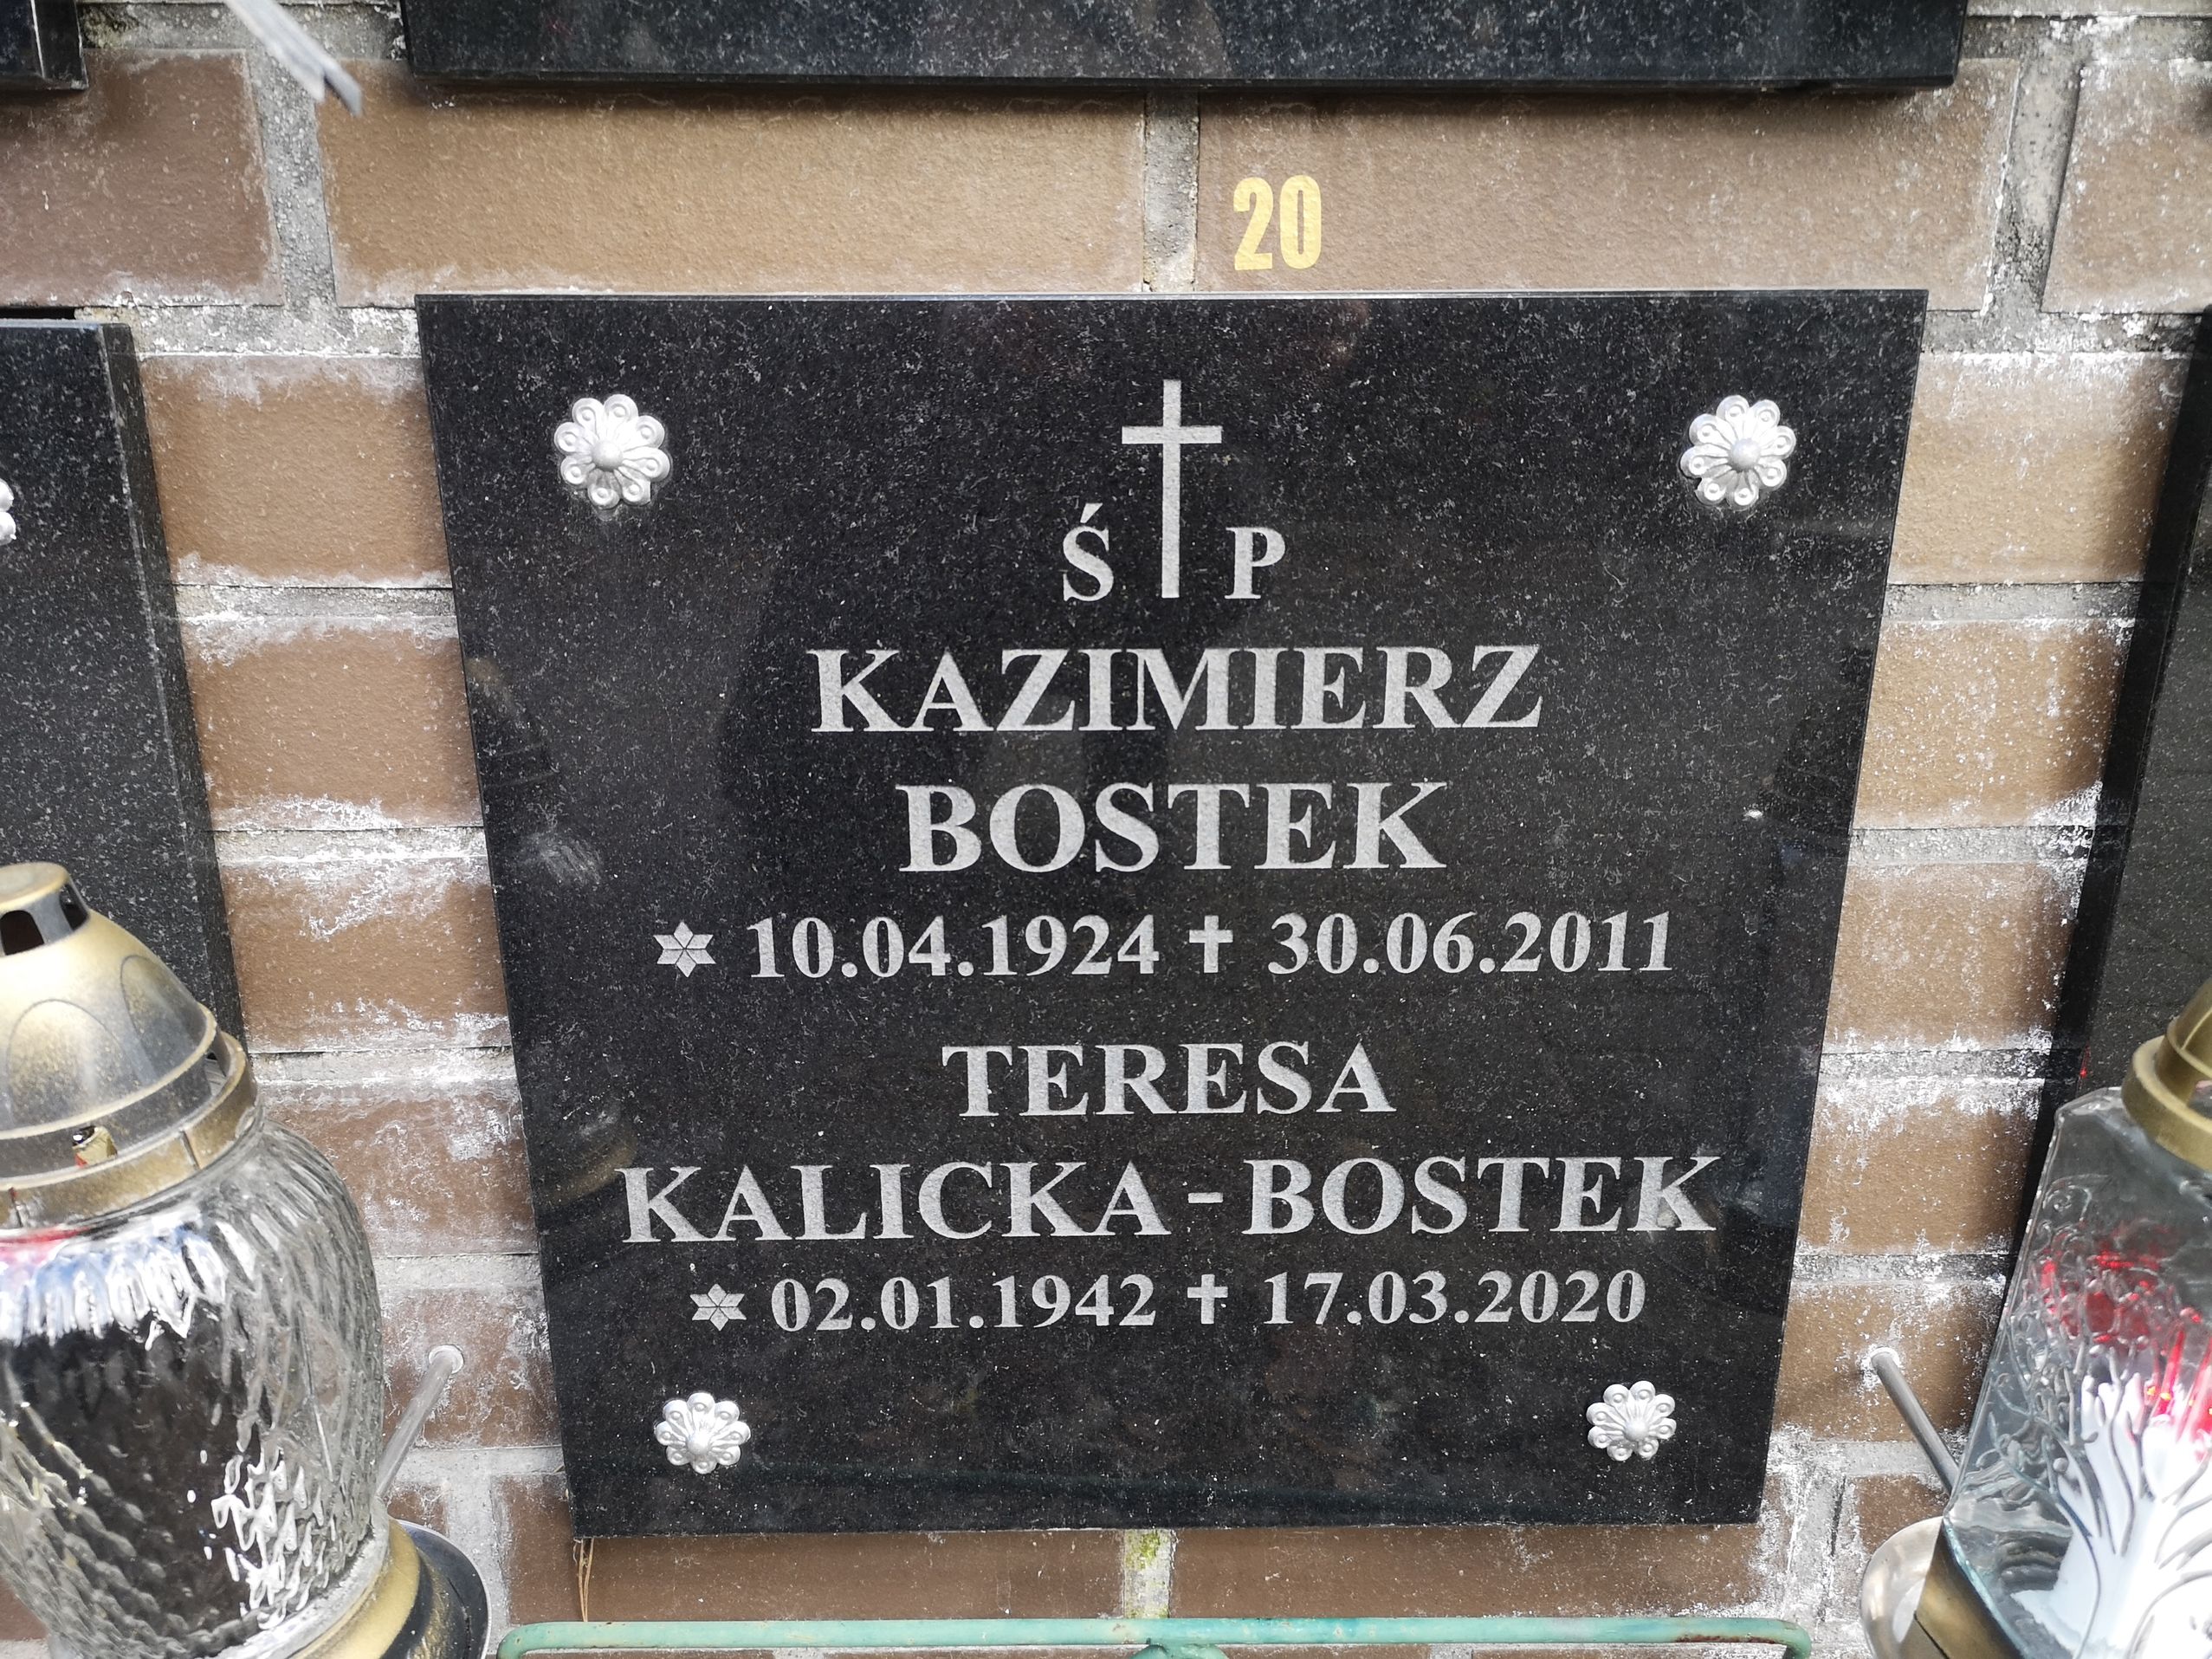 20
Ś P
KAZIMIERZ
BOSTEK
✡ 10.04.1924 ✝ 30.06.2011
TERESA
KALICKA-BOSTEK
✡ 02.01.1942 ✝ 17.03.2020